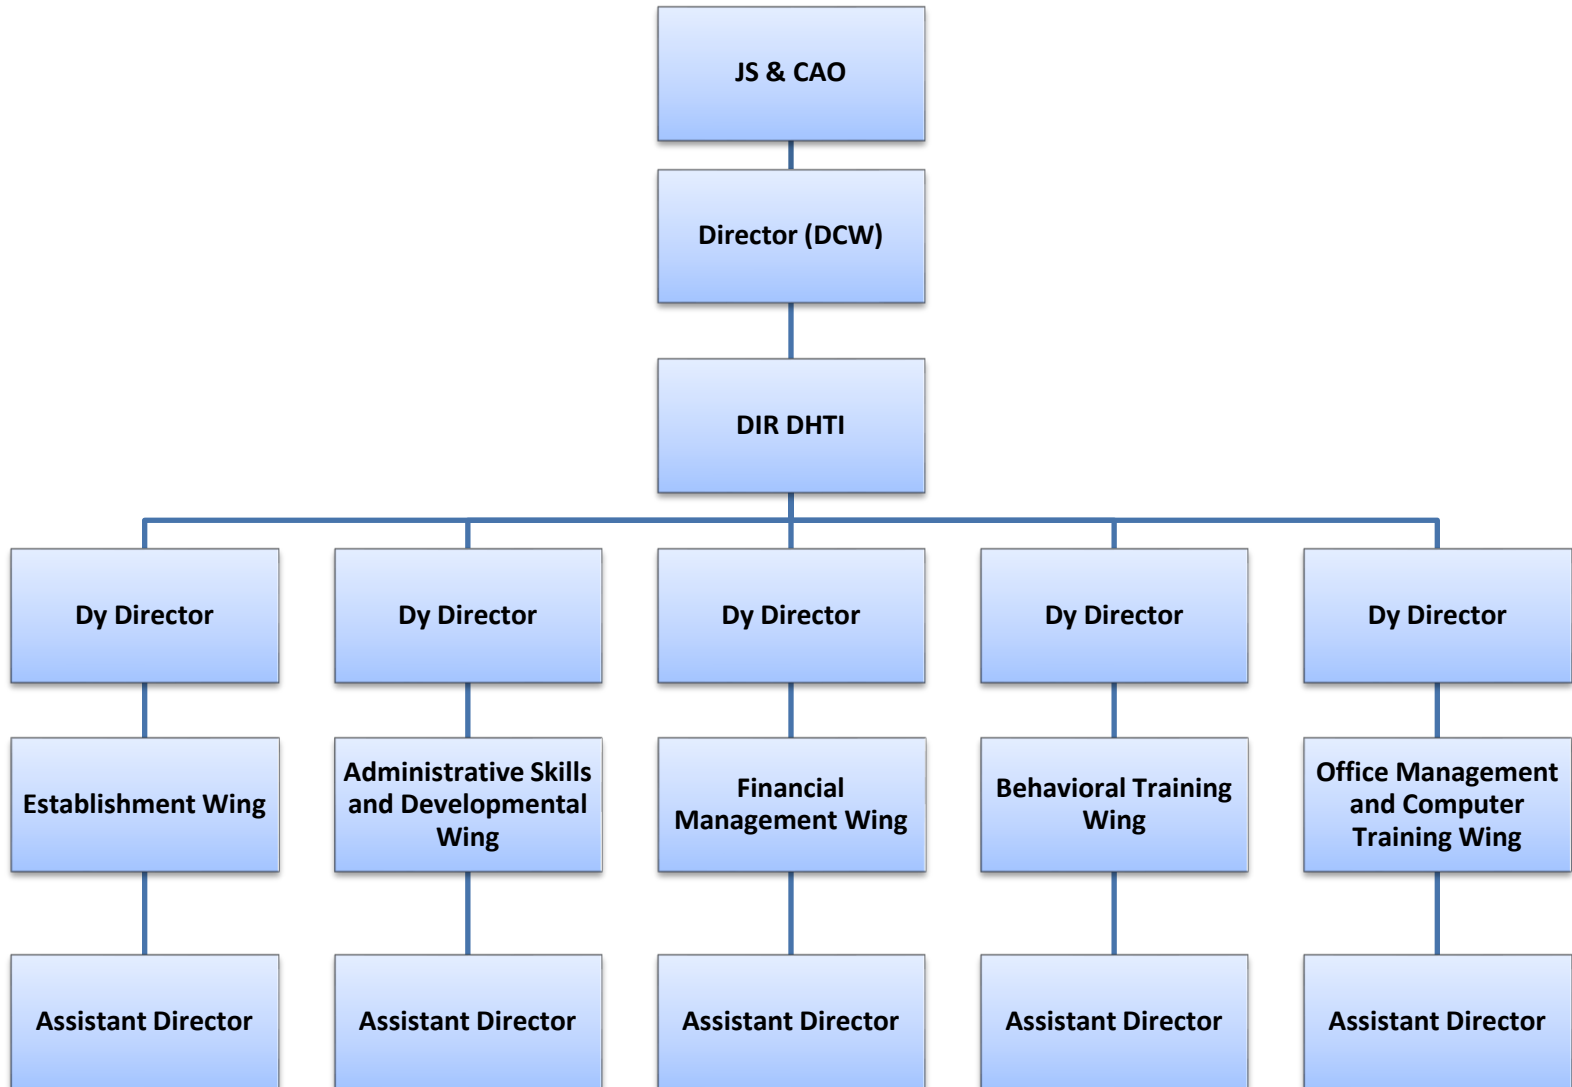 JS & CAO
Director (DCW)
DIR DHTI
Dy Director
Dy Director
Dy Director
Dy Director
Dy Director
Establishment Wing
Administrative Skills
and Developmental
Wing
Financial
Management Wing
Behavioral Training
Wing
Office Management
and Computer
Training Wing
Assistant Director
Assistant Director
Assistant Director
Assistant Director
Assistant Director